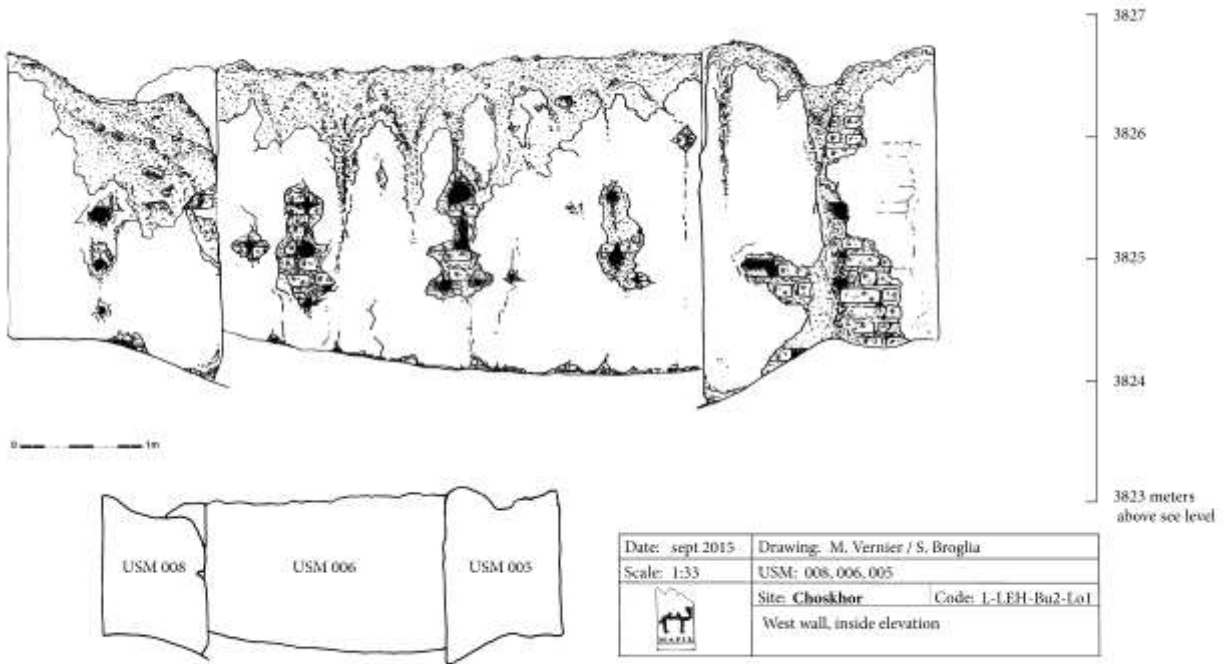 3827
3826
3825
3824
3823 meters
above see level
0 1m
USM 008
USM 006
USM 005
Date: sept 2015
Drawing: M. Vernier / S. Broglia
Scale: 1:33
USM: 008, 006, 005
Site: Choskhor
Code: L-LEH-Bu2-Lo1
West wall, inside elevation
M.A.F.I.L